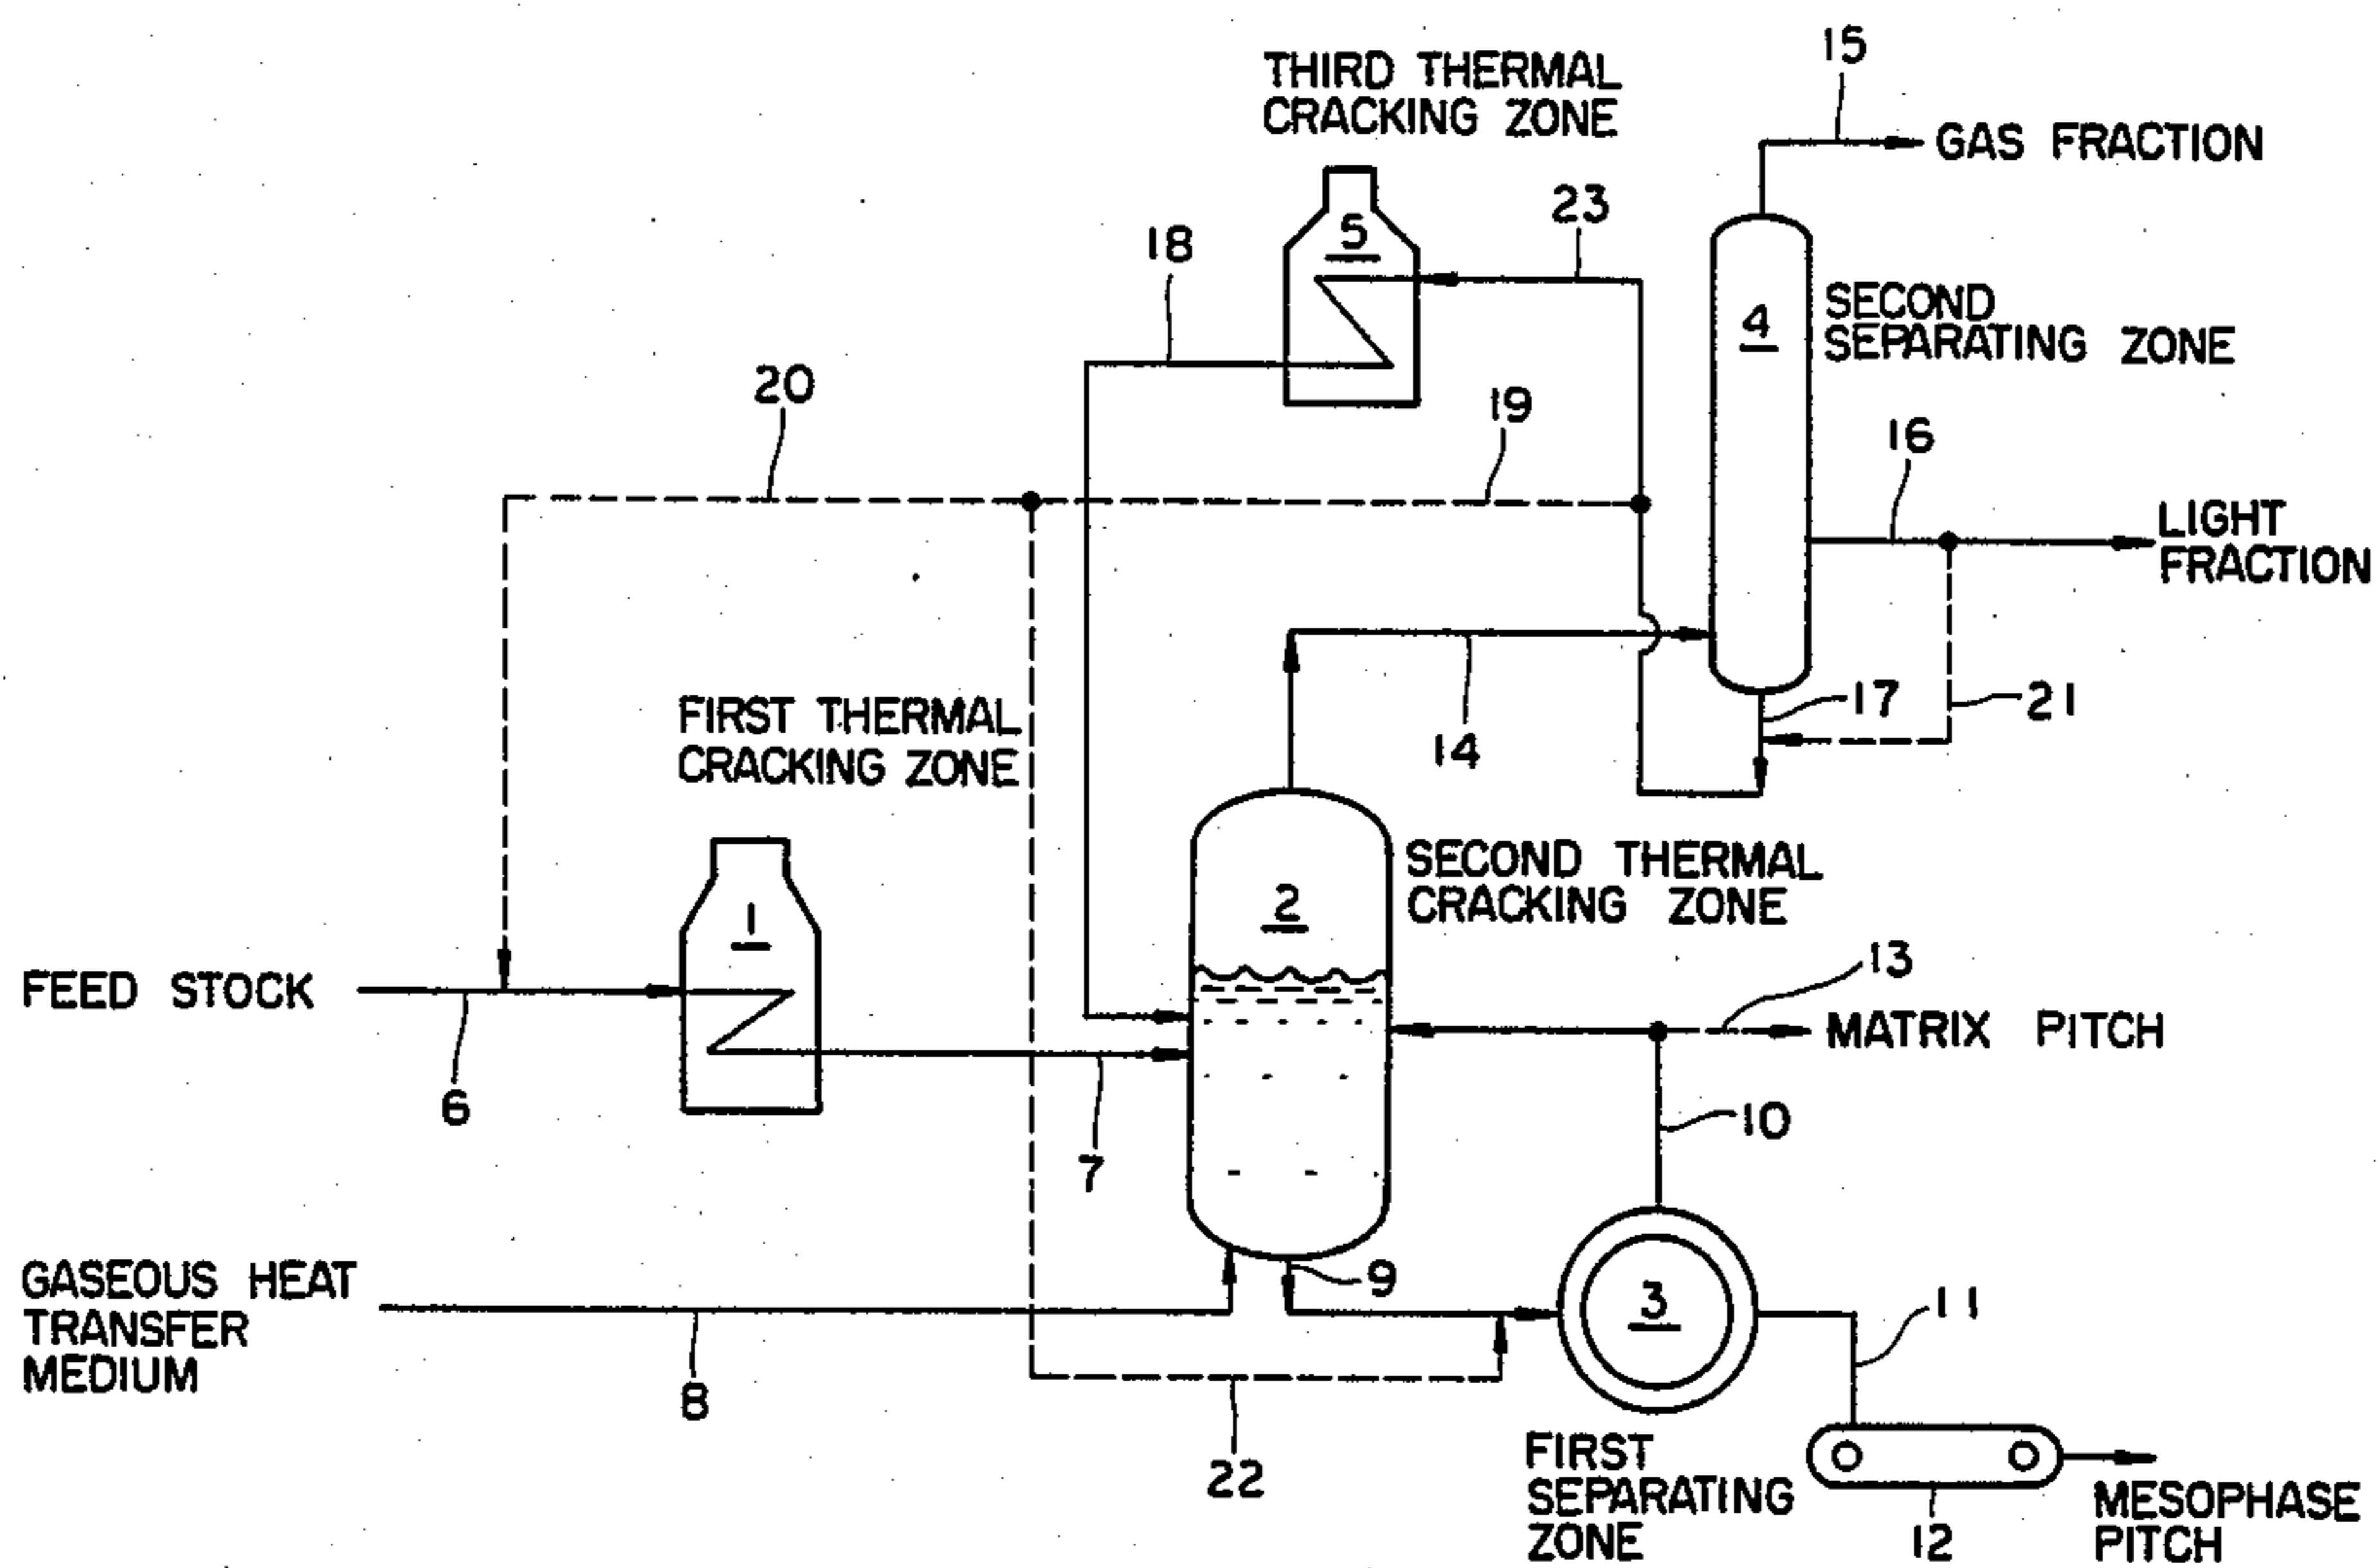 15
THIRD THERMAL
CRACKING ZONE
GAS FRACTION
23
18
5
SECOND
SEPARATING ZONE
4
20
19
16
LIGHT
FRACTION
17
21
FIRST THERMAL
CRACKING ZONE
14
SECOND THERMAL
CRACKING ZONE
2
1
13
FEED STOCK
MATRIX PITCH
6
10
7
GASEOUS HEAT
TRANSFER
MEDIUM
9
3
11
8
22
FIRST
SEPARATING
ZONE
12
MESOPHASE
PITCH